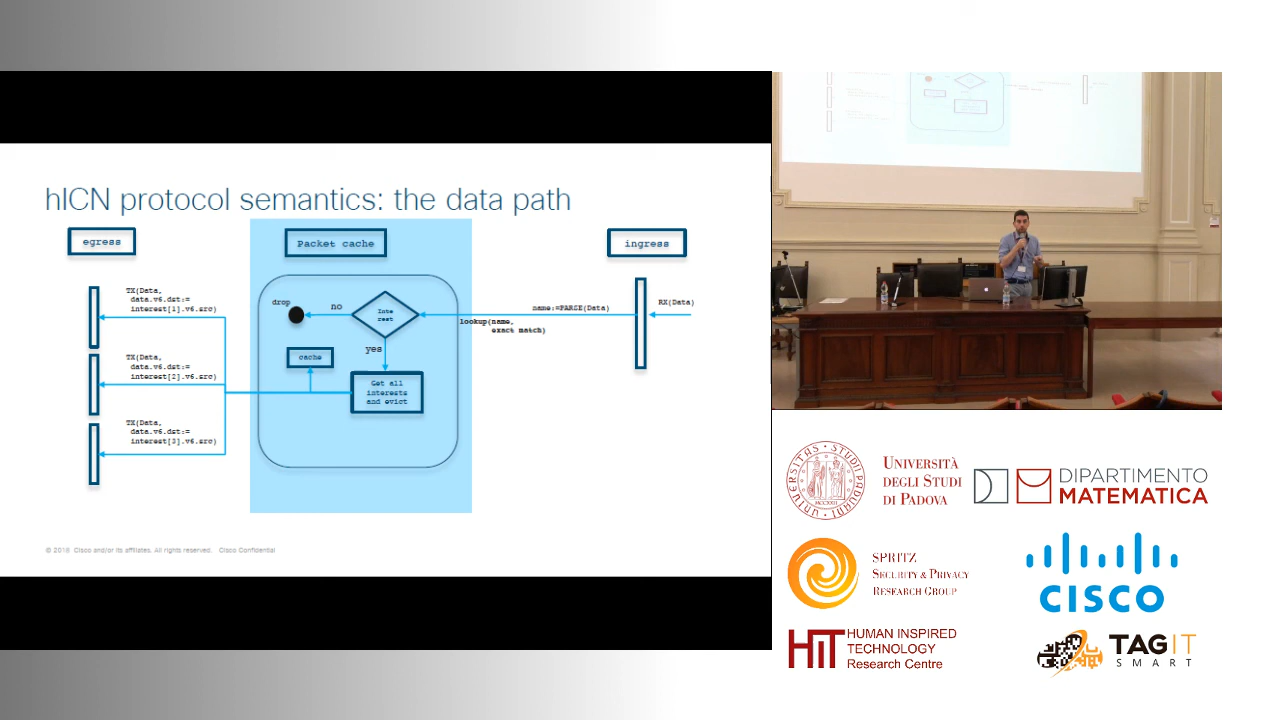 hICN protocol semantics: the data path
egress
Packet cache
ingress
TX(Data,
data.v6.dst:=
interest[1].v6.src)
TX(Data,
data.v6.dst:=
interest[2].v6.src)
TX(Data,
data.v6.dst:=
interest[3].v6.src)
drop
no
Inte
rest
yes
cache
Get all
interests
and evict
name:=PARSE(Data)
lookup(name,
exact match)
RX(Data)
© 2018 Cisco and/or its affiliates. All rights reserved. Cisco Confidential
UNIVERSITÀ
DEGLI STUDI
DI PADOVA
DIPARTIMENTO
MATEMATICA
SPRITZ
SECURITY & PRIVACY
RESEARCH GROUP
CISCO
HIT
HUMAN INSPIRED
TECHNOLOGY
Research Centre
TAGIT
SMART